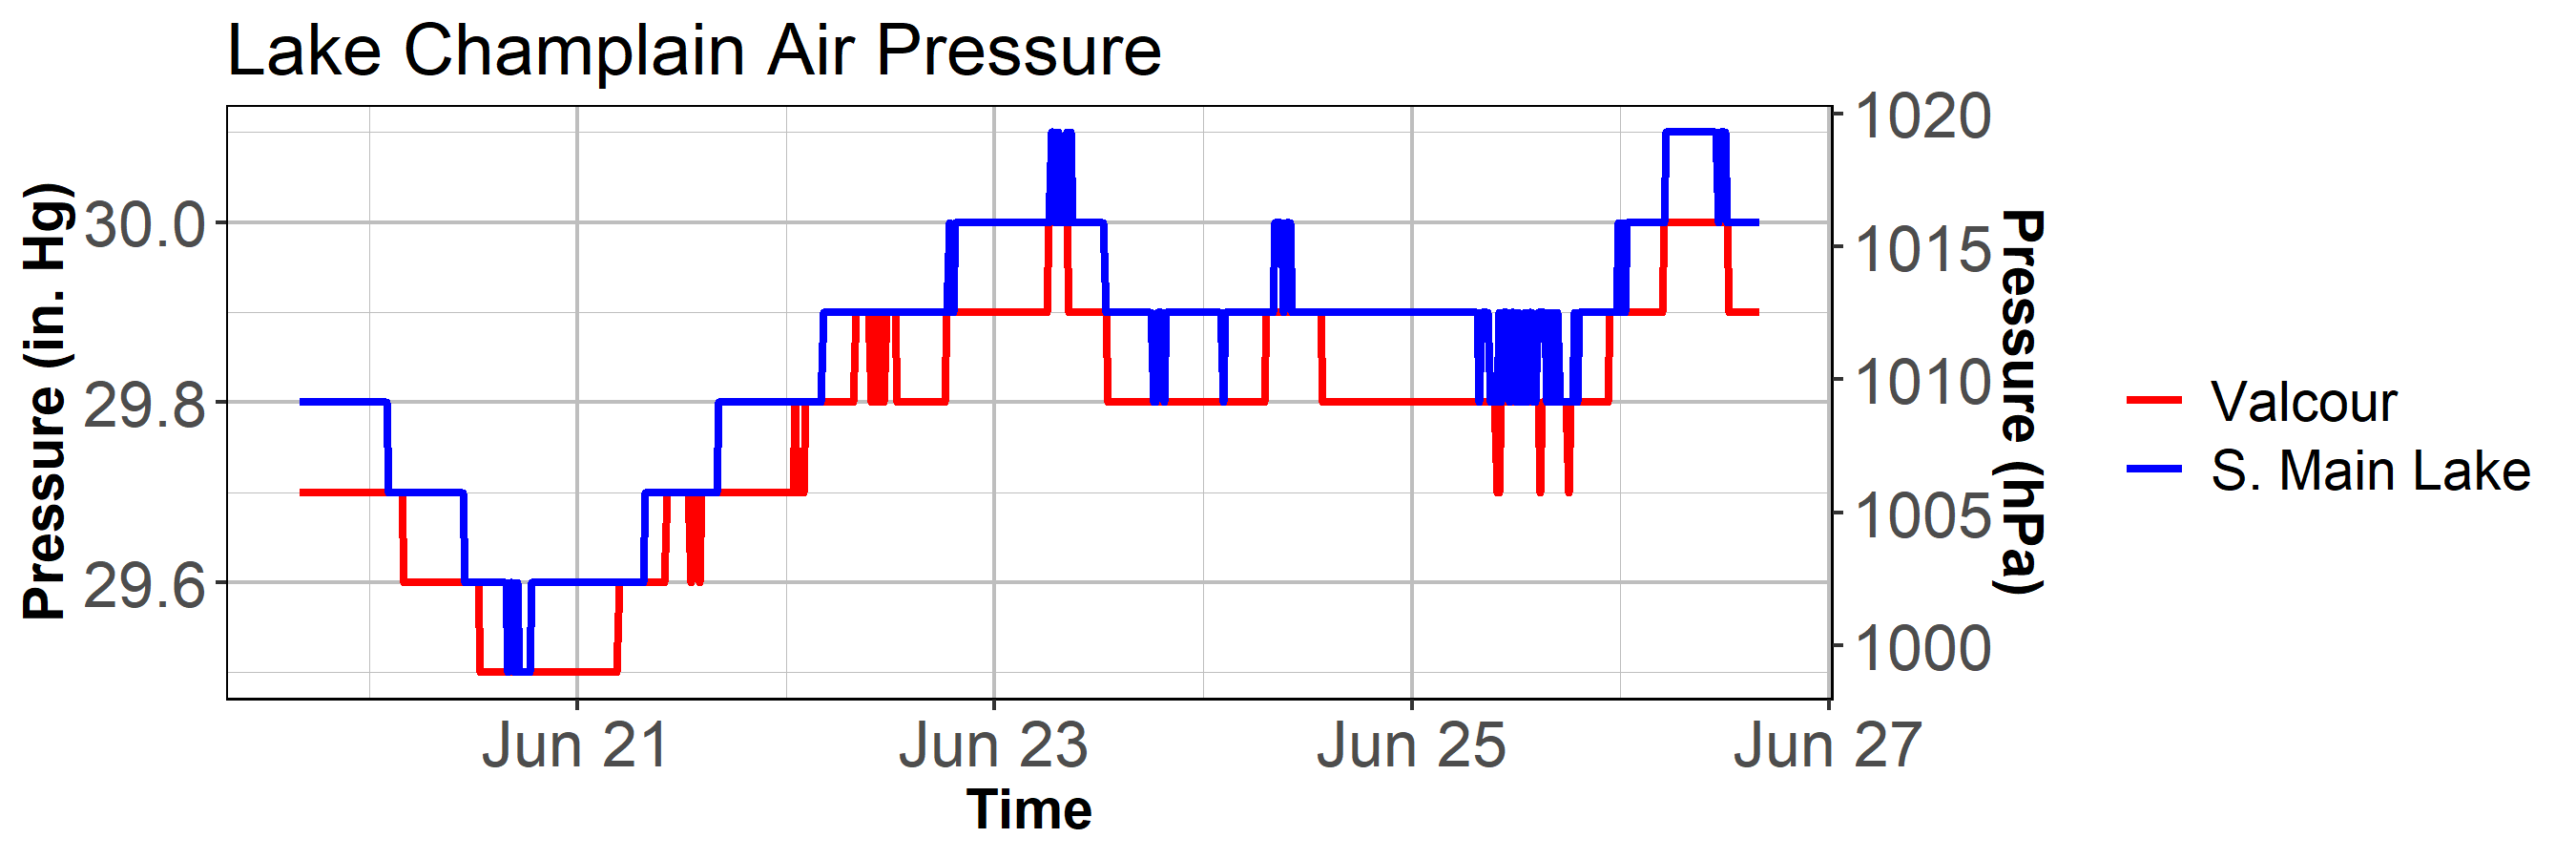 Lake Champlain Air Pressure
Pressure (in. Hg)
30.0
29.8
29.6
1020
1015
1010
1005
1000
Pressure (hPa)
Jun 21
Jun 23
Jun 25
Jun 27
Time
Valcour
S. Main Lake